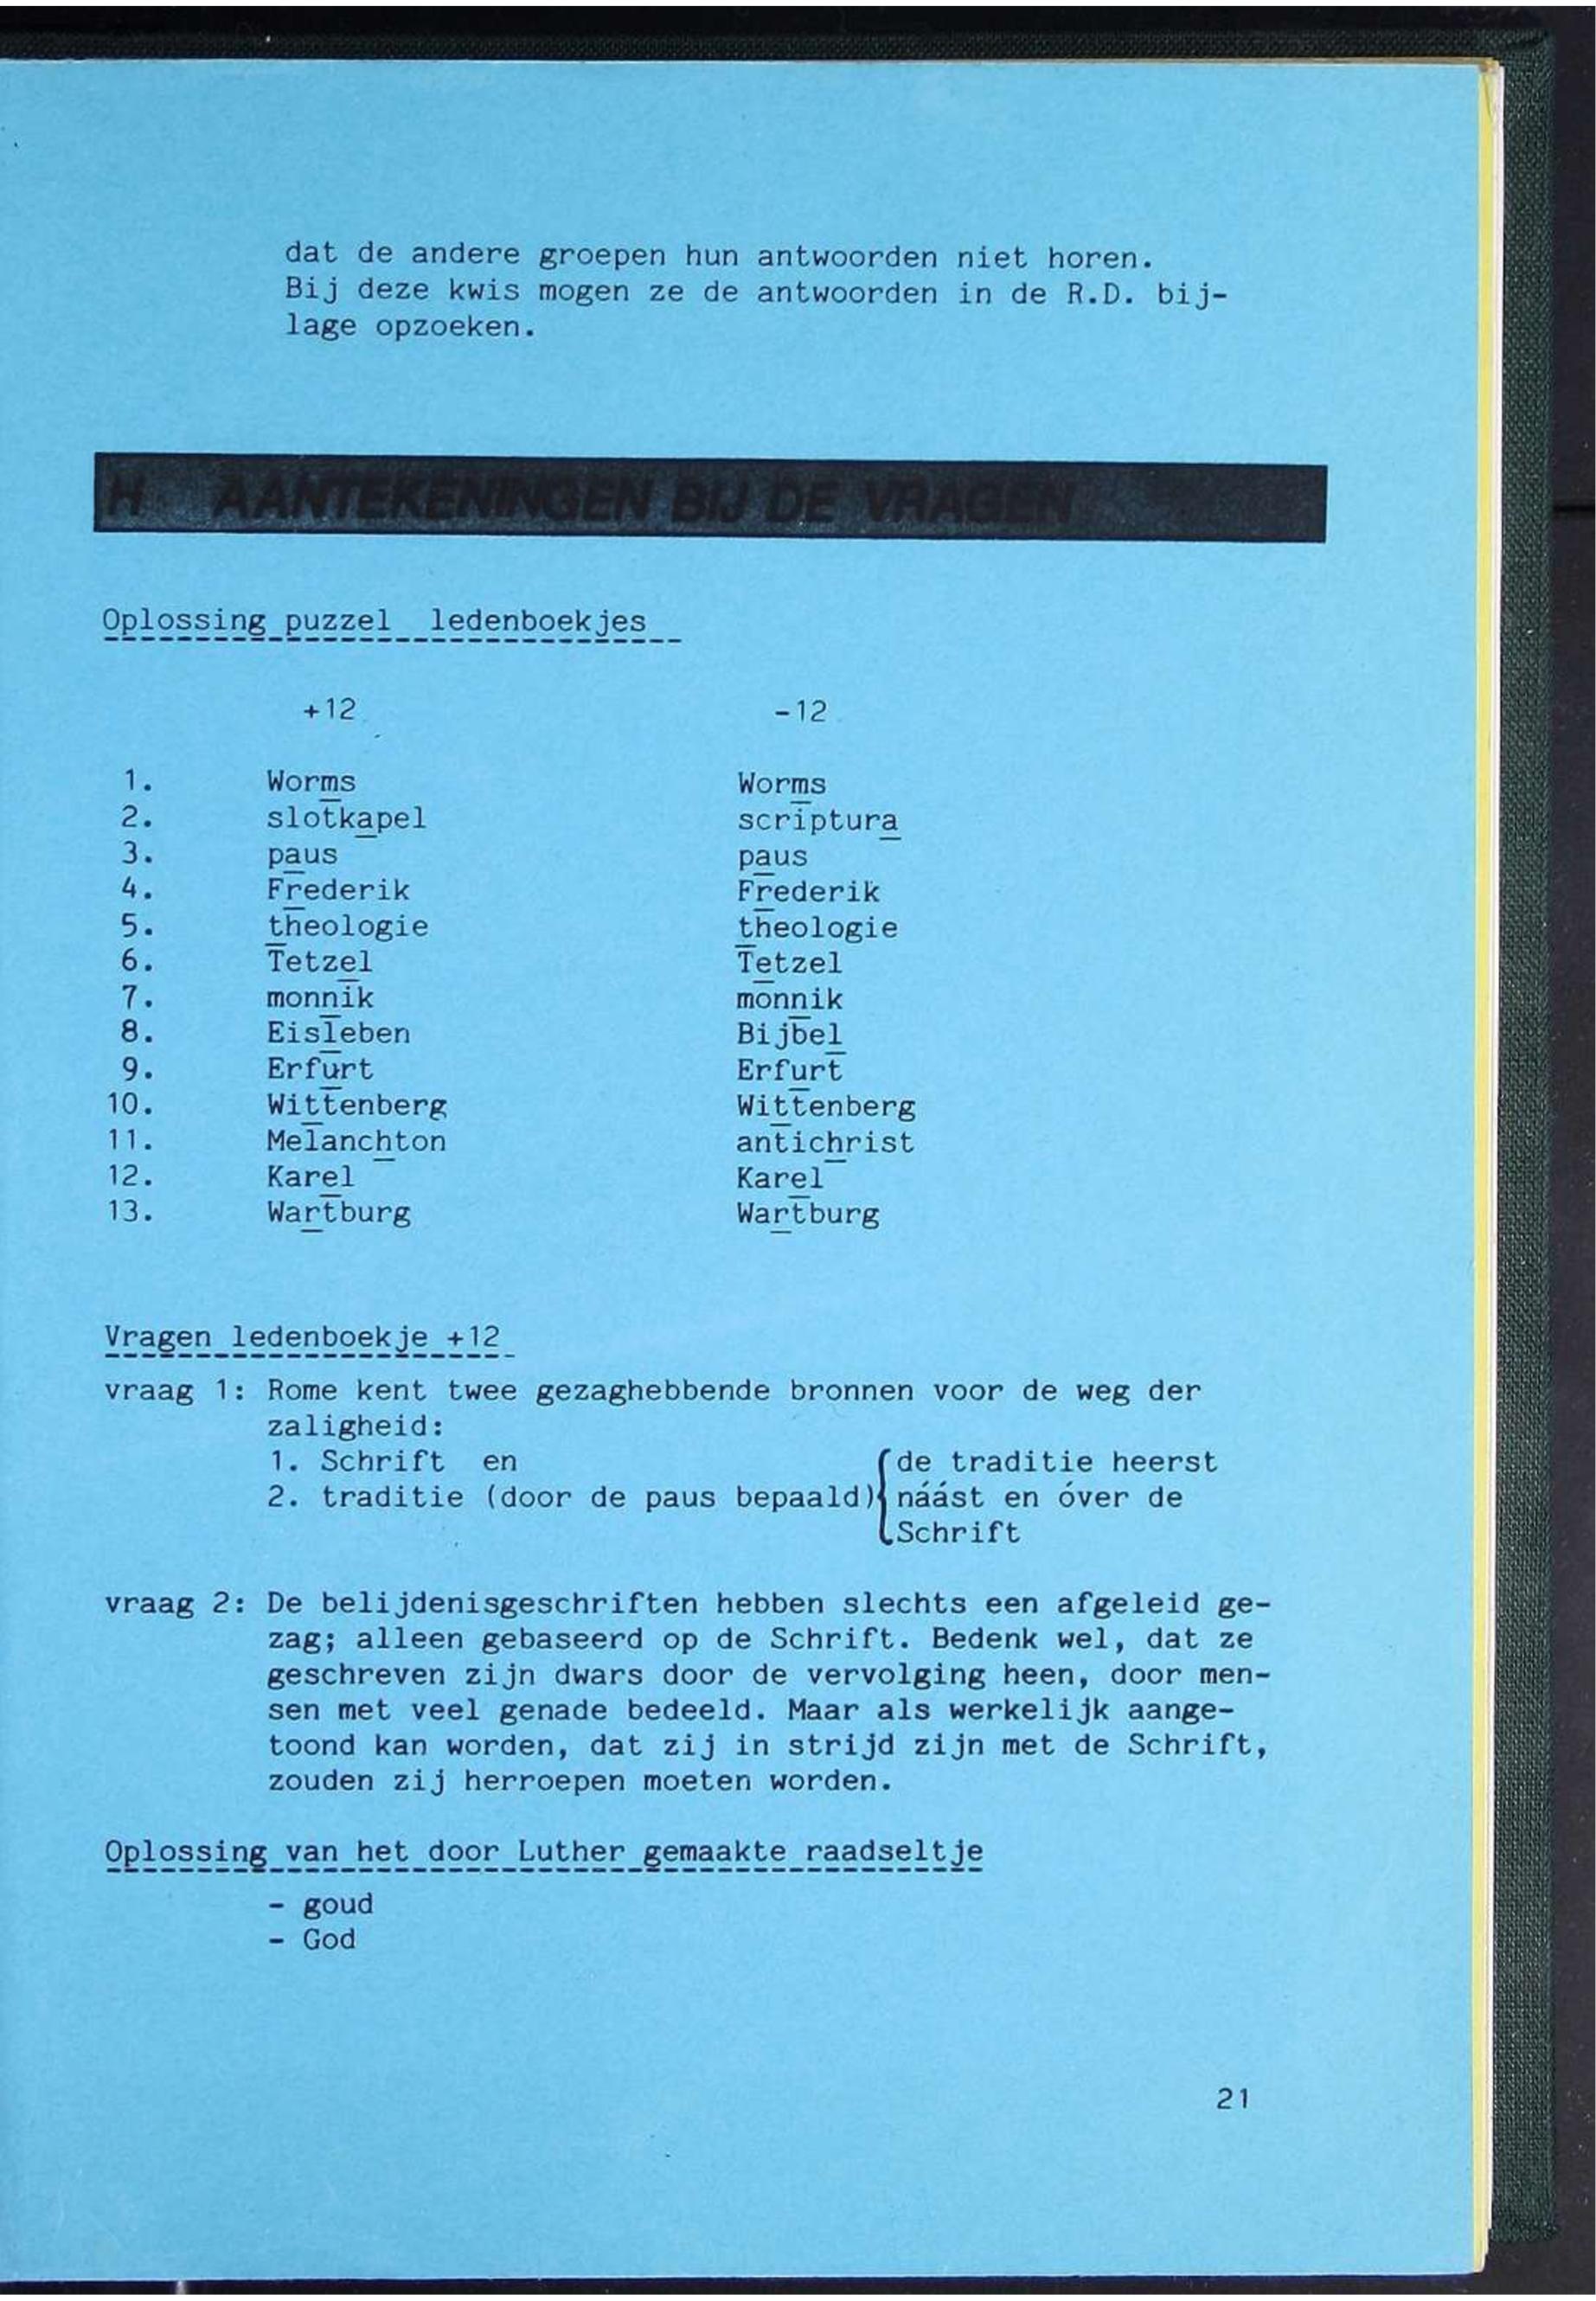 dat de andere groepen hun antwoorden niet horen.
Bij deze kwis mogen ze de antwoorden in de R.D. bij-
lage opzoeken.
H AANTEKENINGEN BIJ DE VRAGEN
Oplossing puzzel ledenboekjes
+12 -12
1. Worms Worms
2. slotkapel scriptura
3. paus paus
4. Frederik Frederik
5. theologie theologie
6. Tetzel Tetzel
7. monnik monnik
8. Eisleben Bijbel
9. Erfurt Erfurt
10. Wittenberg Wittenberg
11. Melanchton antichrist
12. Karel Karel
13. Wartburg Wartburg
Vragen ledenboekje +12
vraag 1: Rome kent twee gezaghebbende bronnen voor de weg der
zaligheid:
1. Schrift en { de traditie heerst
2. traditie (door de paus bepaald) náást en óver de
Schrift
vraag 2: De belijdenisgeschriften hebben slechts een afgeleid ge-
zag; alleen gebaseerd op de Schrift. Bedenk wel, dat ze
geschreven zijn dwars door de vervolging heen, door men-
sen met veel genade bedeeld. Maar als werkelijk aange-
toond kan worden, dat zij in strijd zijn met de Schrift,
zouden zij herroepen moeten worden.
Oplossing van het door Luther gemaakte raadseltje
- goud
- God
21